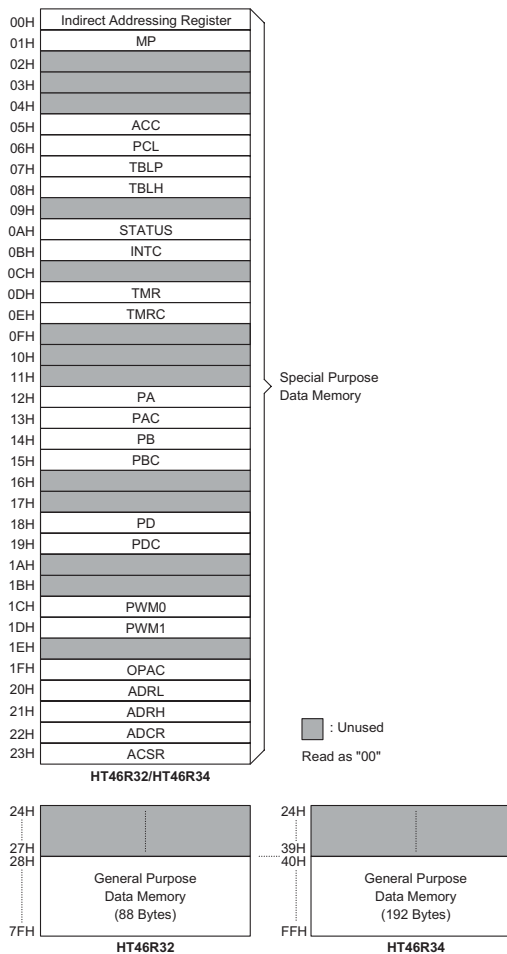 00H Indirect Addressing Register
01H MP
02H
03H
04H
05H ACC
06H PCL
07H TBLP
08H TBLH
09H
0AH STATUS
0BH INTC
0CH
0DH TMR
0EH TMRC
0FH
10H
11H
Special Purpose
Data Memory
12H PA
13H PAC
14H PB
15H PBC
16H
17H
18H PD
19H PDC
1AH
1BH
1CH PWM0
1DH PWM1
1EH
1FH OPAC
20H ADRL
21H ADRH
22H ADCR
23H ACSR
: Unused
Read as "00"
HT46R32/HT46R34
24H
27H
28H
General Purpose
Data Memory
(88 Bytes)
7FH
HT46R32
24H
39H
40H
General Purpose
Data Memory
(192 Bytes)
FFH
HT46R34